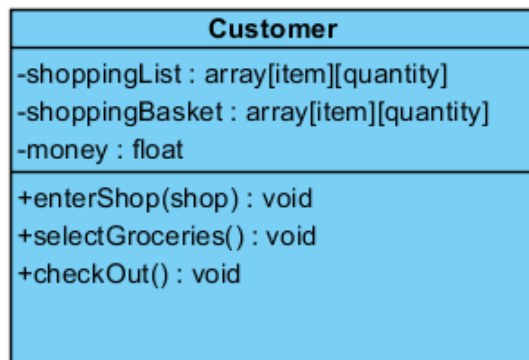 Customer
-shoppingList : array[item][quantity]
-shoppingBasket : array[item][quantity]
-money : float
+enterShop(shop) : void
+selectGroceries() : void
+checkOut() : void